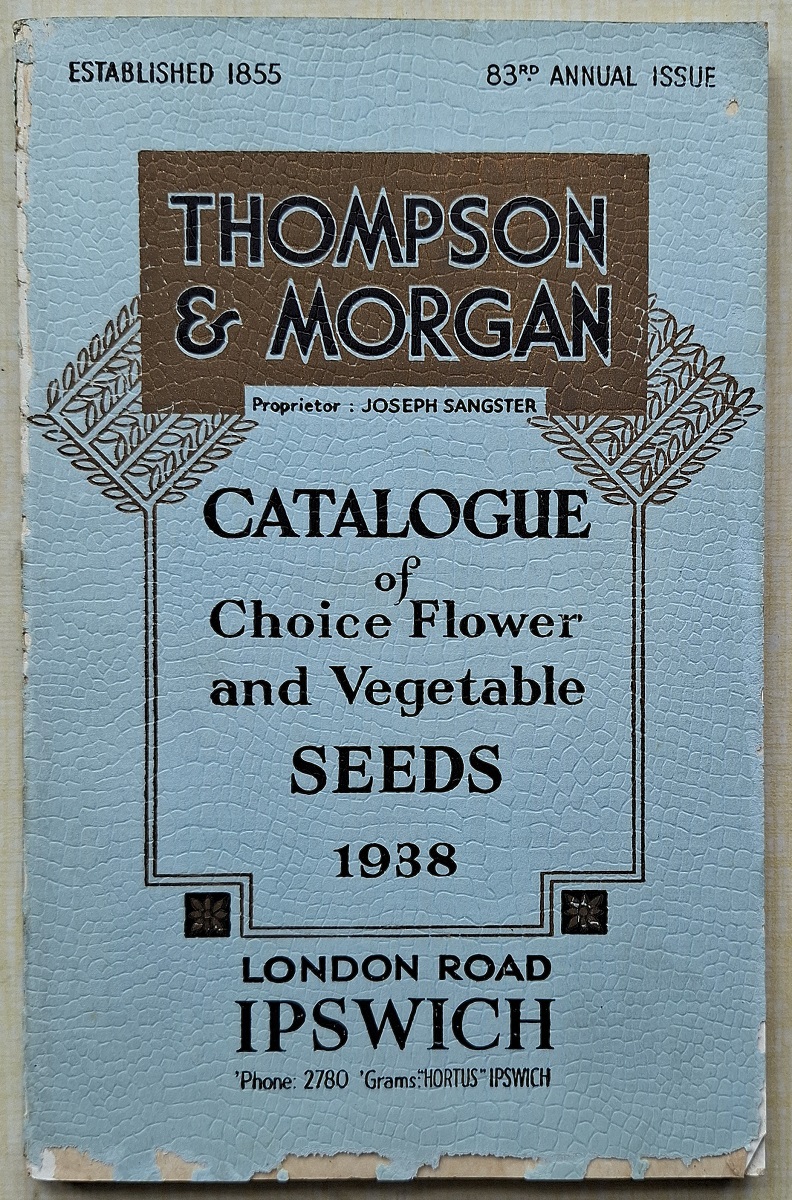 ESTABLISHED 1855
83RD ANNUAL ISSUE
THOMPSON
& MORGAN
Proprietor : JOSEPH SANGSTER
CATALOGUE
of
Choice Flower
and Vegetable
SEEDS
1938
LONDON ROAD
IPSWICH
'Phone: 2780 'Grams: "HORTUS" IPSWICH